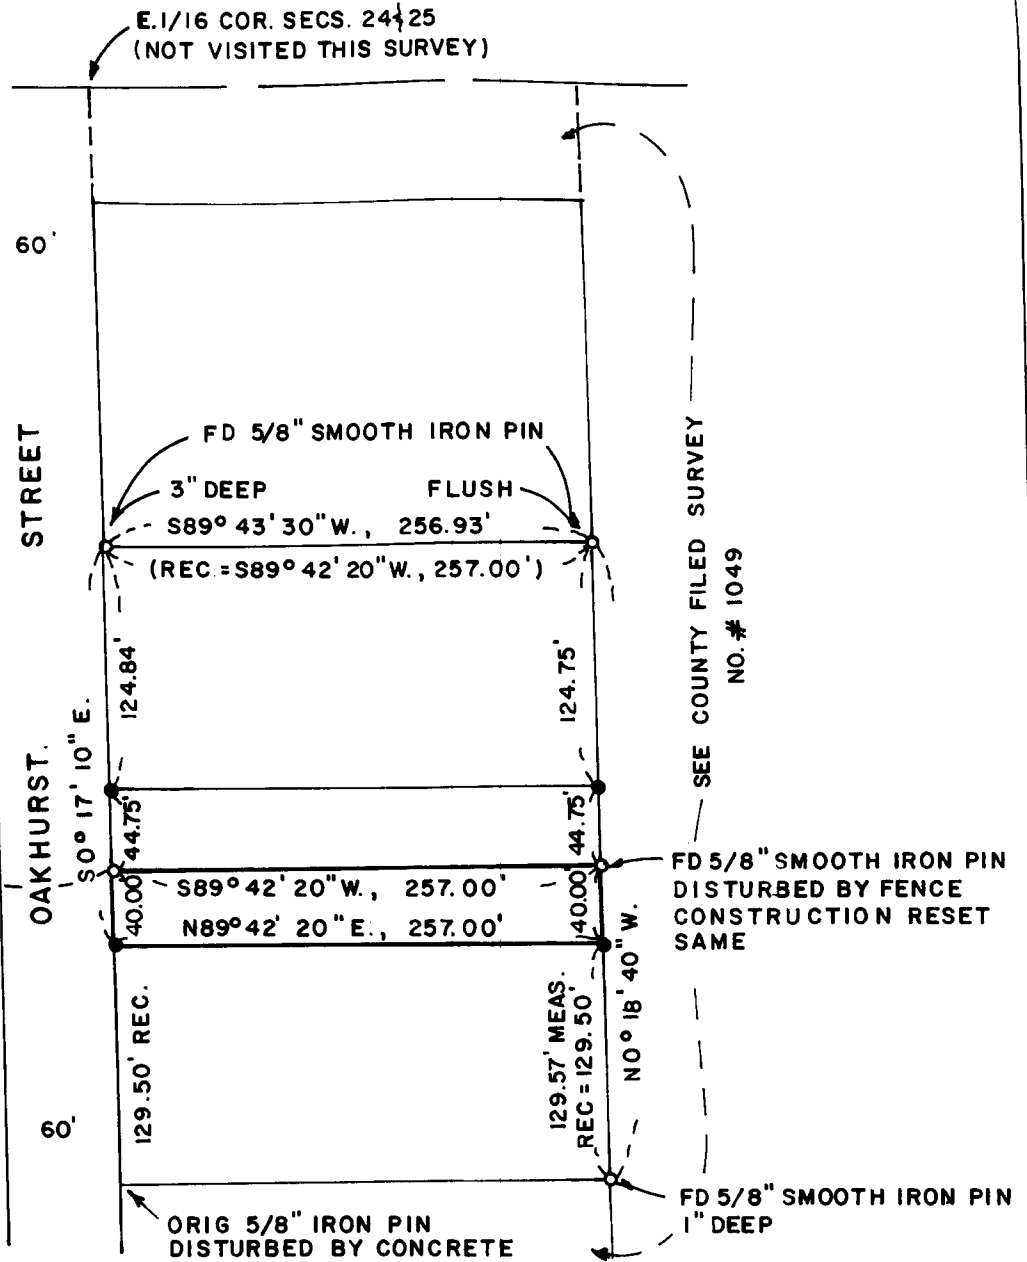 E.1/16 COR. SECS. 24 & 25
(NOT VISITED THIS SURVEY)
60'
STREET
FD 5/8" SMOOTH IRON PIN
3" DEEP
FLUSH
S89° 43' 30" W., 256.93'
(REC.=S89° 42' 20" W., 257.00')
SEE COUNTY FILED SURVEY
NO. # 1049
124.84'
124.75'
OAKHURST.
S0° 17' 10" E.
44.75'
44.75'
40.00'
40.00'
S89° 42' 20" W., 257.00'
N89° 42' 20" E., 257.00'
FD 5/8" SMOOTH IRON PIN
DISTURBED BY FENCE
CONSTRUCTION RESET
SAME
N0° 18' 40" W.
129.50' REC.
129.57' MEAS.
REC = 129.50'
60'
FD 5/8" SMOOTH IRON PIN
1" DEEP
ORIG 5/8" IRON PIN
DISTURBED BY CONCRETE